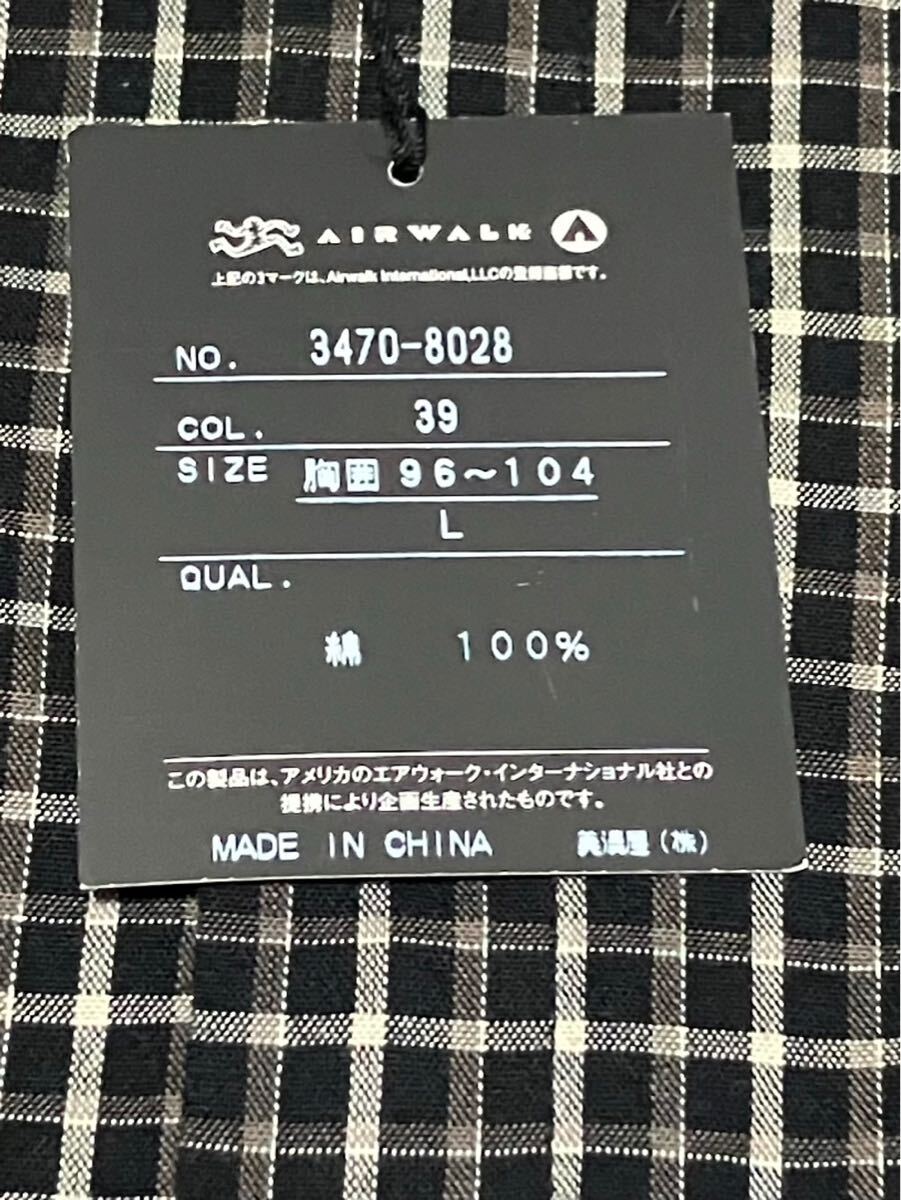 AIRWALK
上記の3マークは、Airwalk International,LLCの登録商標です。
NO. 3470-8028
COL. 39
SIZE 胸囲 96~104
L
QUAL.
綿 100%
この製品は、アメリカのエアウォーク・インターナショナル社との
提携により企画生産されたものです。
MADE IN CHINA 美濃屋(株)